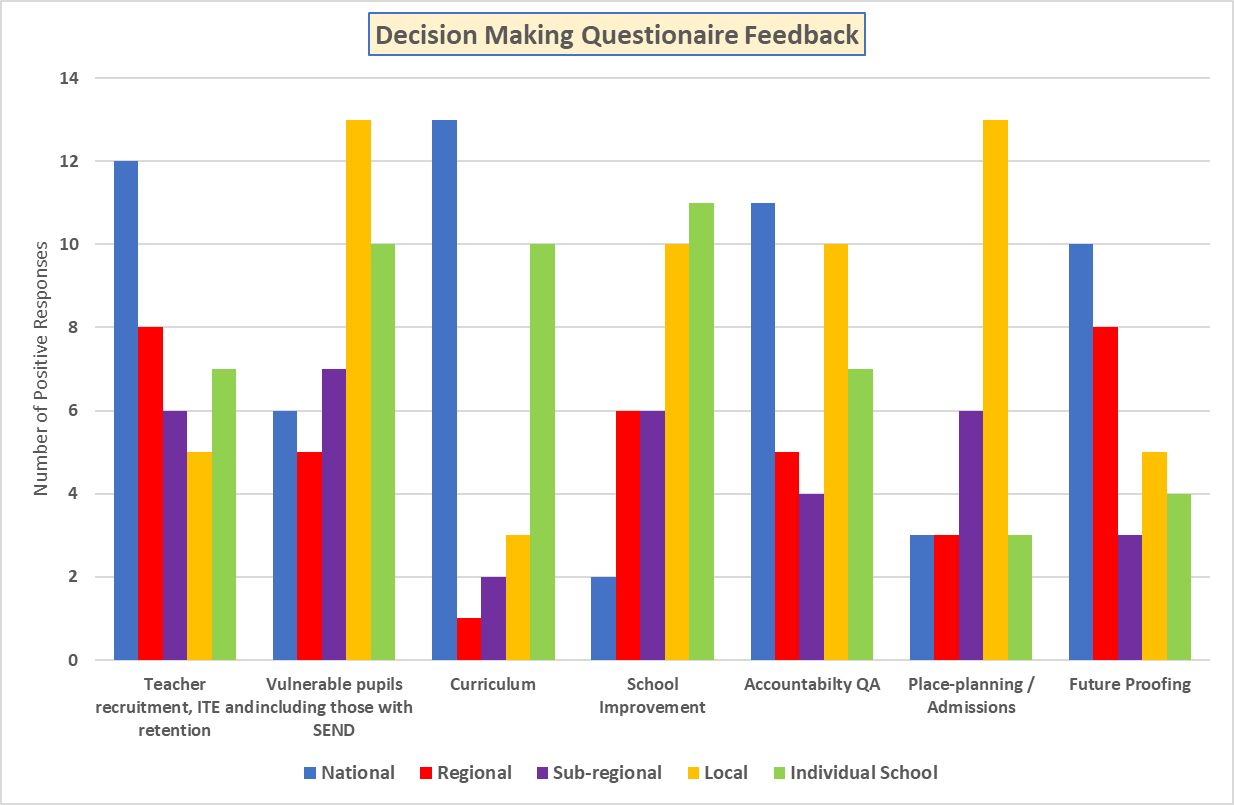 Decision Making Questionaire Feedback
Number of Positive Responses
14
12
10
8
6
4
2
0
Teacher
recruitment, ITE and
retention
Vulnerable pupils
including those with
SEND
Curriculum
School
Improvement
Accountabilty QA
Place-planning /
Admissions
Future Proofing
National
Regional
Sub-regional
Local
Individual School